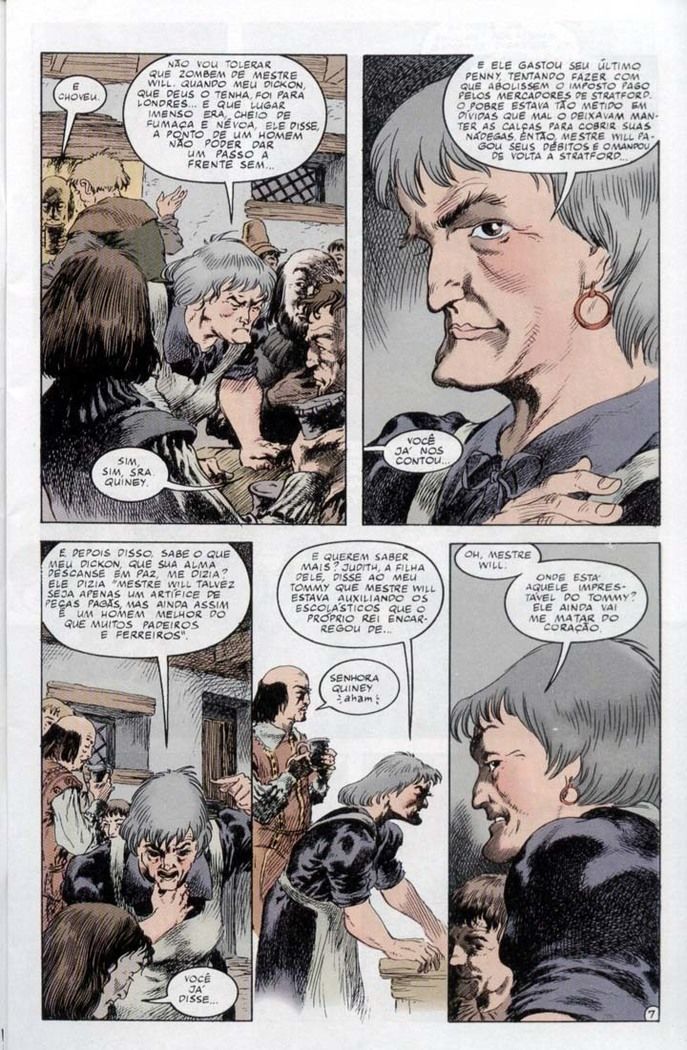 E
CHOVEU.
NÃO VOU TOLERAR
QUE ZOMBEM DE MESTRE
WILL. QUANDO MEU DICKON,
QUE DEUS O TENHA, FOI PARA
LONDRES... E QUE LUGAR
IMENSO ERA, CHEIO DE
FUMAÇA E NÉVOA, ELE DISSE,
A PONTO DE UM HOMEM
NÃO PODER DAR
UM PASSO A
FRENTE SEM...
SIM,
SIM, SRA.
QUINEY.
E ELE GASTOU SEU ÚLTIMO
PENNY, TENTANDO FAZER COM
QUE ABOLISSEM O IMPOSTO PAGO
PELOS MERCADORES DE STRATFORD.
O POBRE ESTAVA TÃO METIDO EM
DÍVIDAS QUE MAL O DEIXAVAM MAN-
TER AS CALÇAS PARA COBRIR SUAS
NÁDEGAS. ENTÃO, MESTRE WILL PA-
GOU SEUS DÉBITOS E O MANDOU
DE VOLTA A STRATFORD...
VOCÊ
JÁ NOS
CONTOU...
E DEPOIS DISSO, SABE O QUE
MEU DICKON, QUE SUA ALMA
DESCANSE EM PAZ, ME DIZIA?
ELE DIZIA "MESTRE WILL TALVEZ
SEJA APENAS UM ARTÍFICE DE
PEÇAS PAGÃS, MAS AINDA ASSIM
É UM HOMEM MELHOR DO
QUE MUITOS PADEIROS
E FERREIROS".
VOCÊ
JÁ
DISSE...
E QUEREM SABER
MAIS? JUDITH, A FILHA
DELE, DISSE AO MEU
TOMMY QUE MESTRE WILL
ESTAVA AUXILIANDO OS
ESCOLÁSTICOS QUE O
PRÓPRIO REI ENCAR-
REGOU DE...
SENHORA
QUINEY
aham
OH, MESTRE
WILL.
ONDE ESTÁ
AQUELE IMPRES-
TÁVEL DO TOMMY?
ELE AINDA VAI
ME MATAR DO
CORAÇÃO.
7